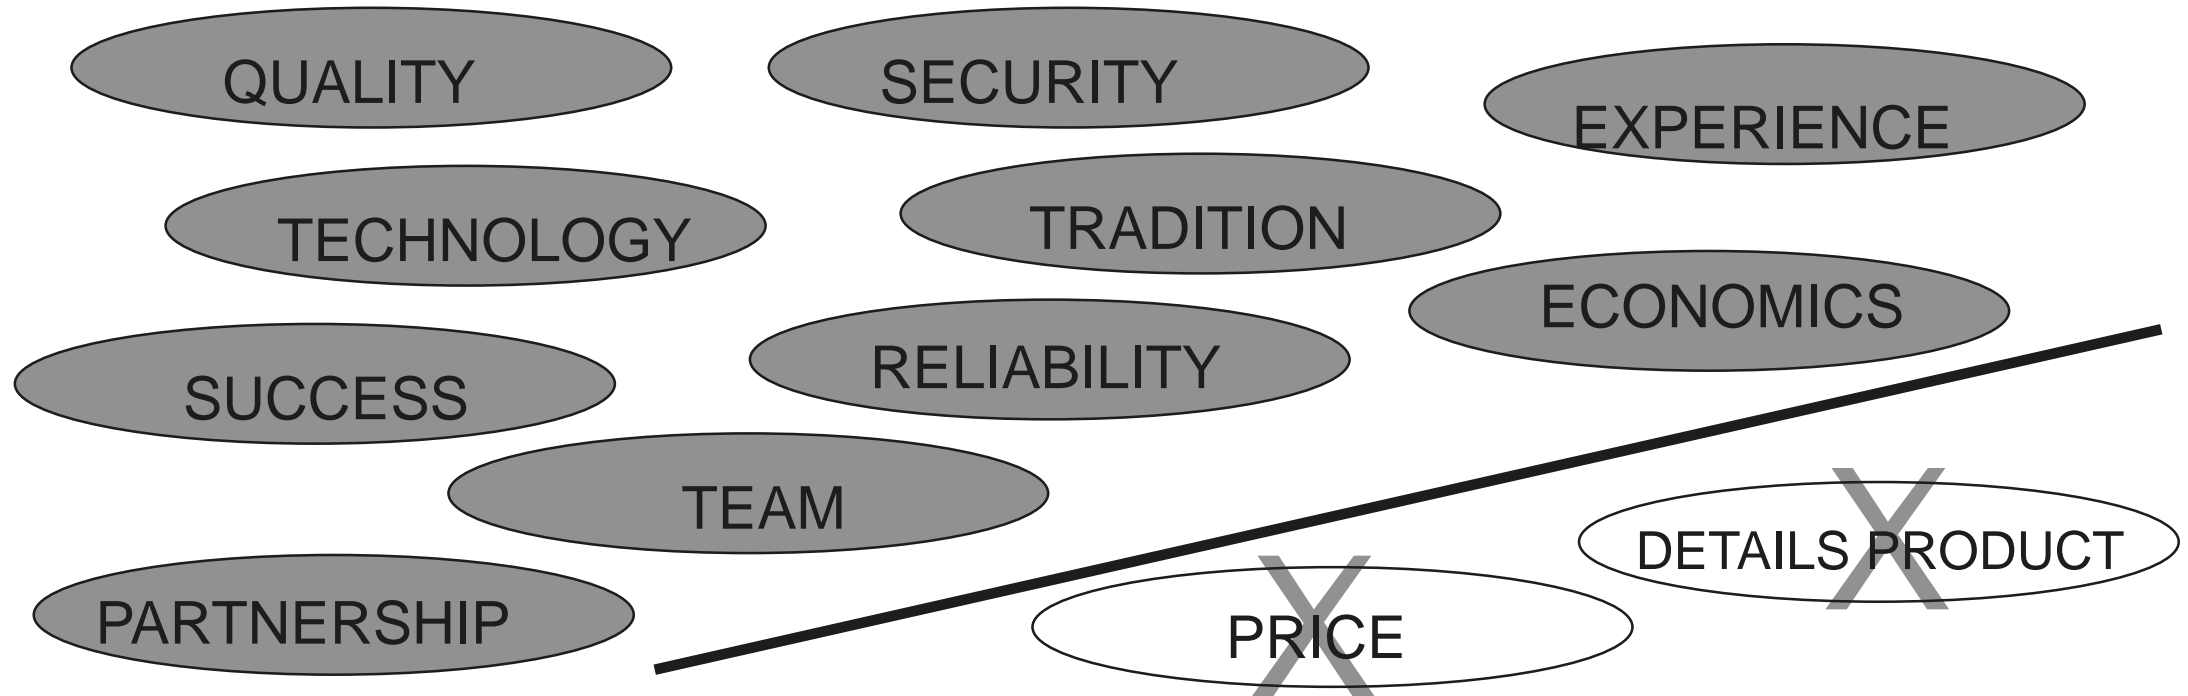 QUALITY
SECURITY
EXPERIENCE
TECHNOLOGY
TRADITION
ECONOMICS
SUCCESS
RELIABILITY
TEAM
DETAILS PRODUCT
X
PARTNERSHIP
PRICE
X